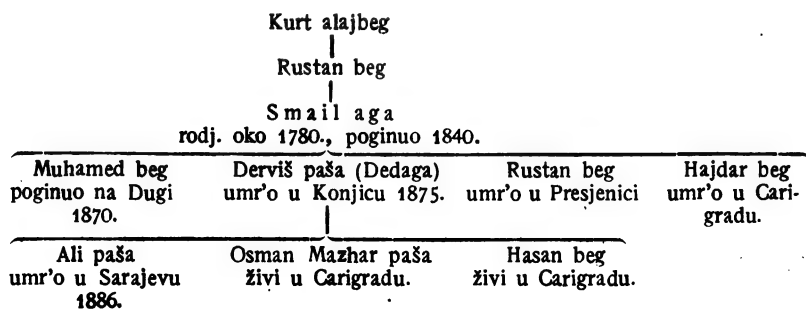 Kurt alajbeg
Rustan beg
Smail aga
rodj. oko 1780., poginuo 1840.
Muhamed beg Derviš paša (Dedaga) Rustan beg Hajdar beg
poginuo na Dugi umr'o u Konjicu 1875. umr'o u Presjenici umr'o u Cari-
1870. gradu.
Ali paša Osman Mazhar paša Hasan beg
umr'o u Sarajevu živi u Carigradu. živi u Carigradu.
1886.